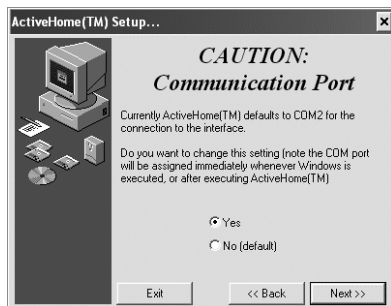 ActiveHome(TM) Setup...
CAUTION:
Communication Port
Currently ActiveHome(TM) defaults to COM2 for the
connection to the interface.
Do you want to change this setting (note the COM port
will be assigned immediately whenever Windows is
executed, or after executing ActiveHome(TM)
Yes
No (default)
Exit
<< Back
Next >>